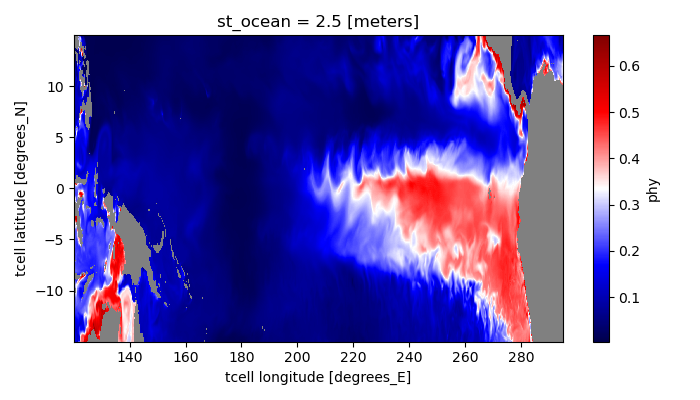 st_ocean = 2.5 [meters]
10
5
0
−5
−10
tcell latitude [degrees_N]
140 160 180 200 220 240 260 280
tcell longitude [degrees_E]
0.6
0.5
0.4
0.3
0.2
0.1
phy